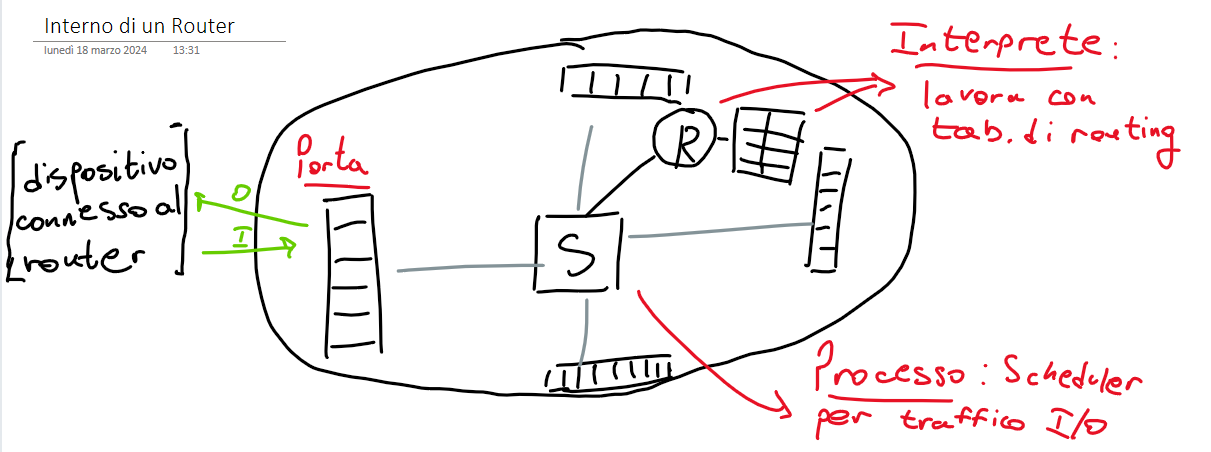 Interno di un Router
lunedì 18 marzo 2024 13:31
Interprete:
lavora con
tab. di routing
R
Porta
dispositivo
connesso al
router
O
I
S
Processo: Scheduler
per traffico I/O